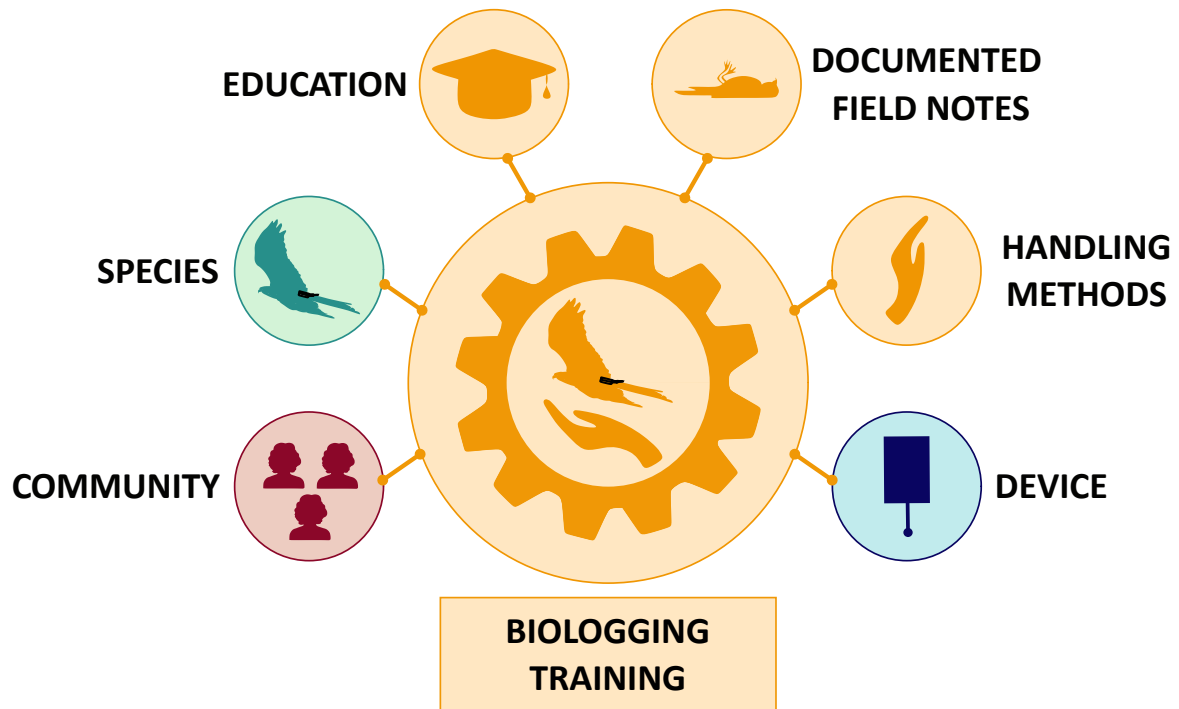 EDUCATION
DOCUMENTED
FIELD NOTES
SPECIES
HANDLING
METHODS
COMMUNITY
DEVICE
BIOLOGGING
TRAINING